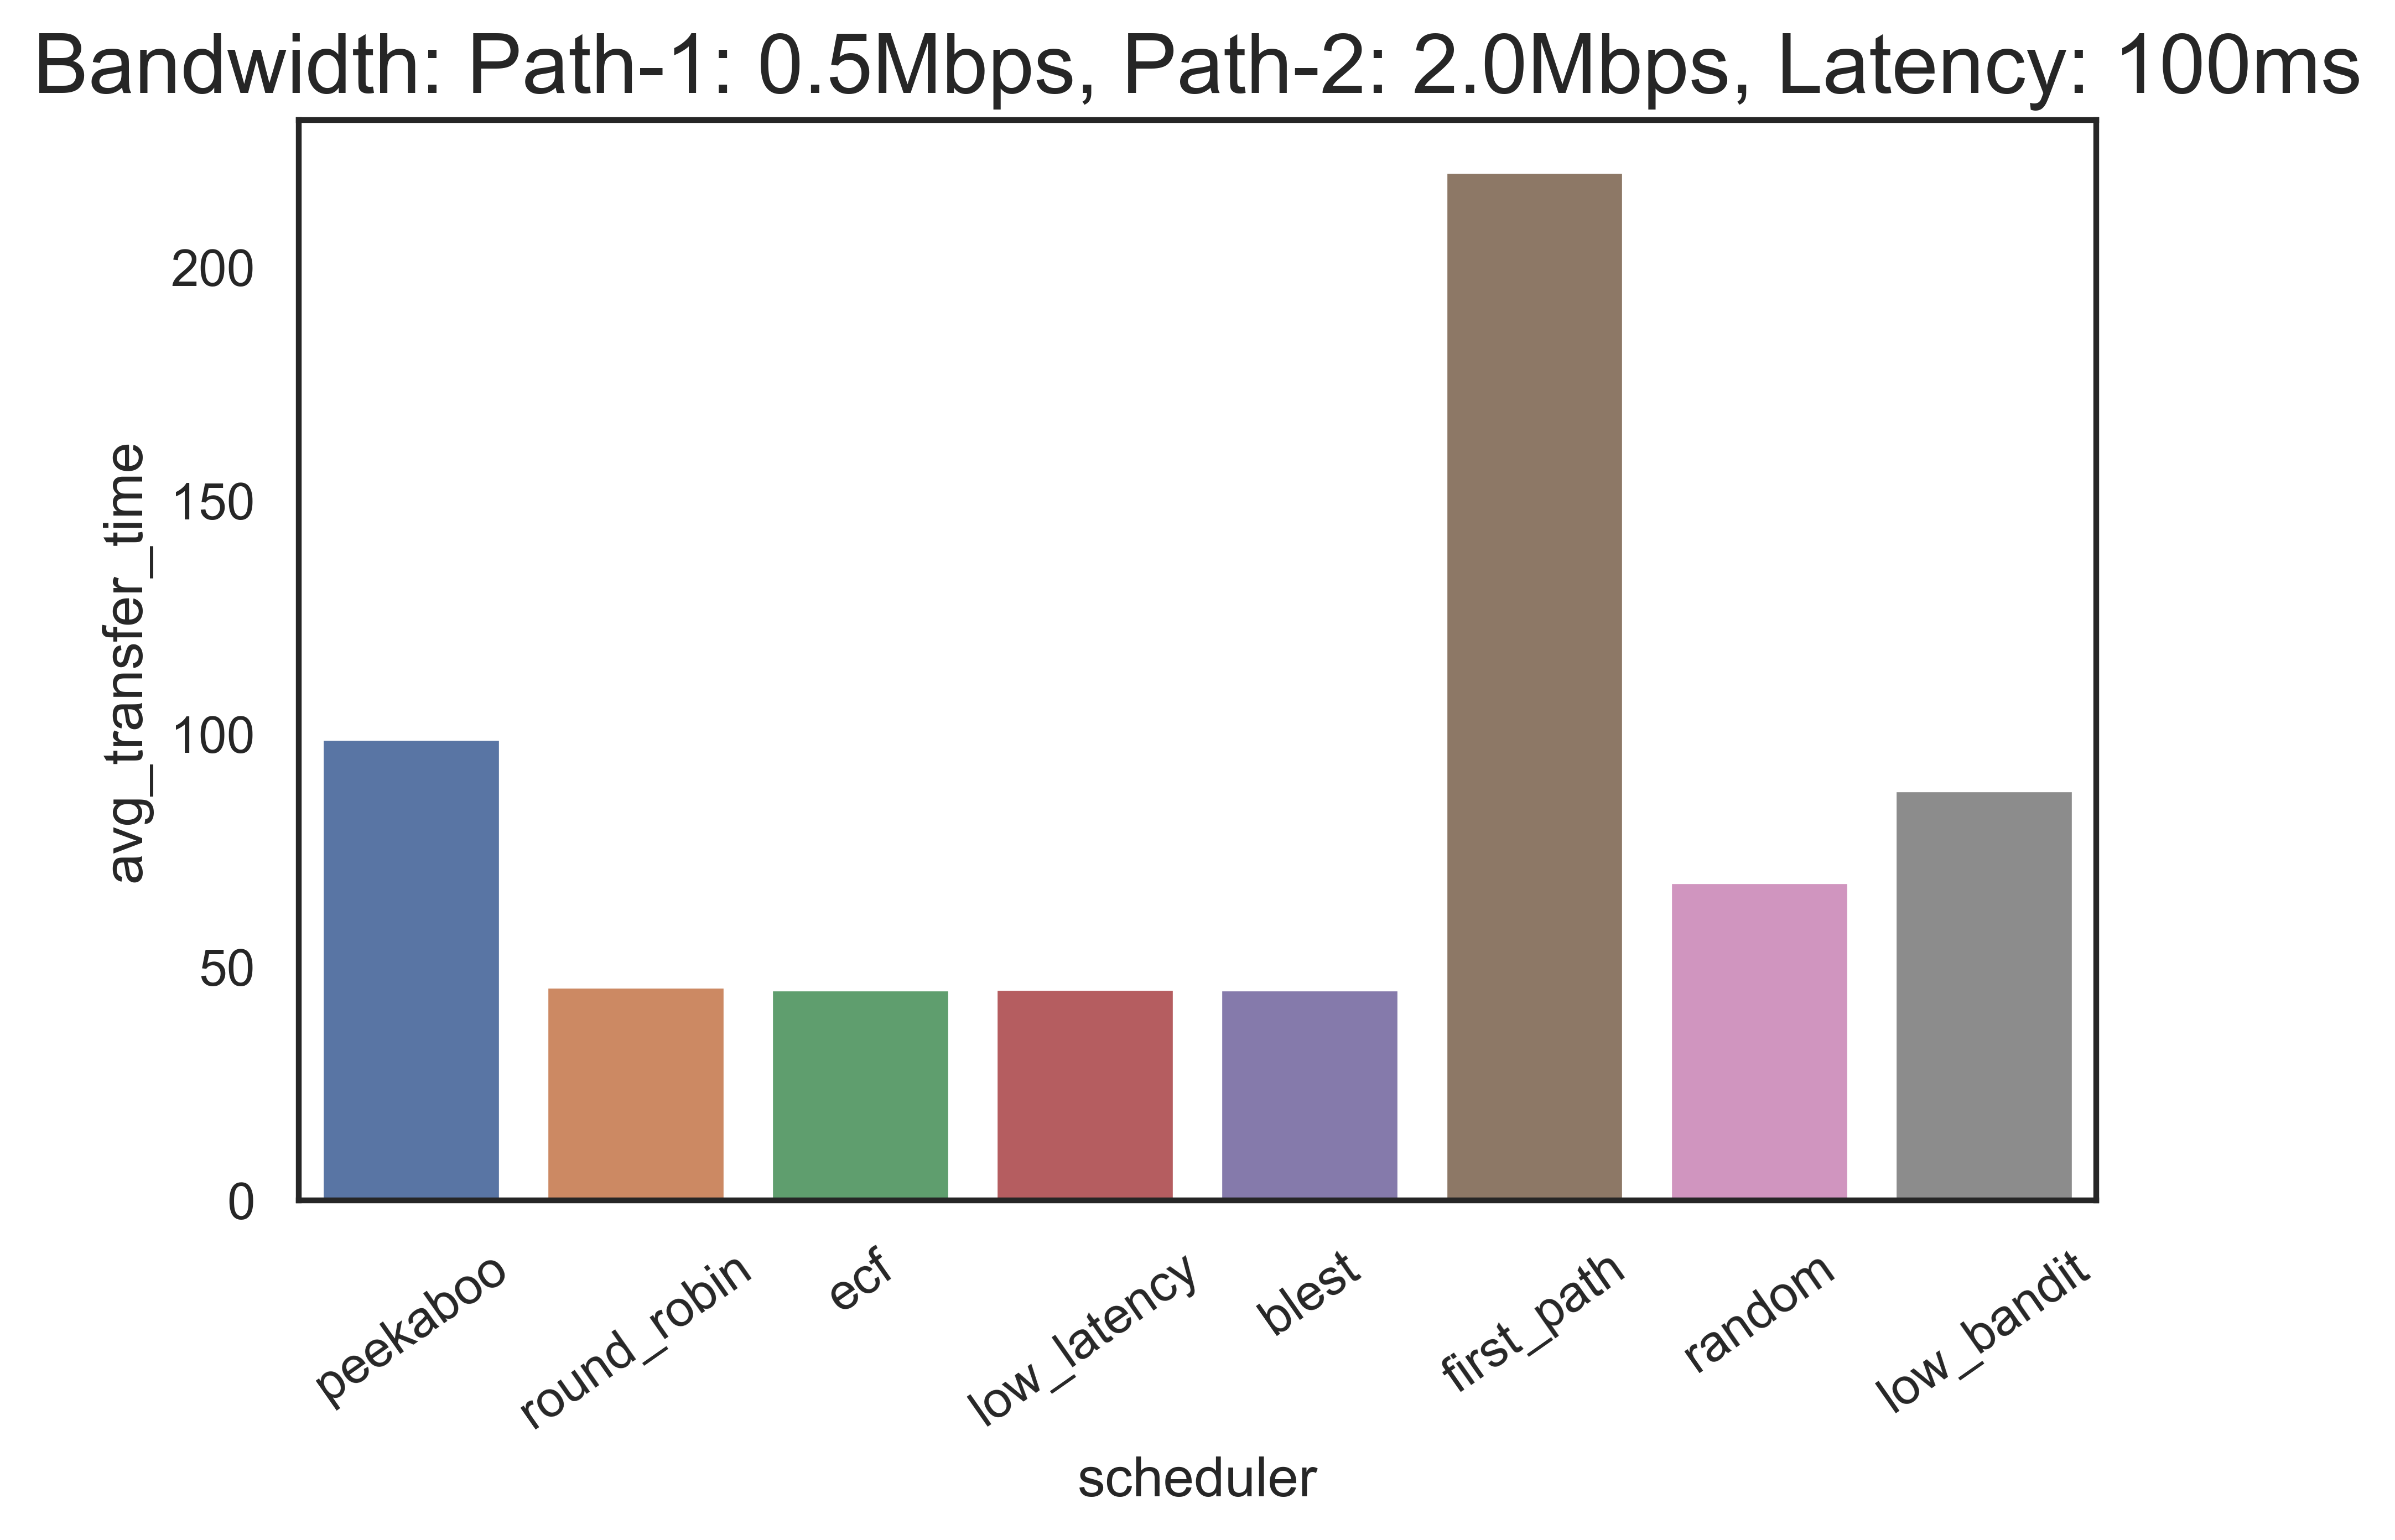 Bandwidth: Path-1: 0.5Mbps, Path-2: 2.0Mbps, Latency: 100ms
avg_transfer_time
200
150
100
50
0
peekaboo
round_robin
ecf
low_latency
blest
first_path
random
low_bandit
scheduler